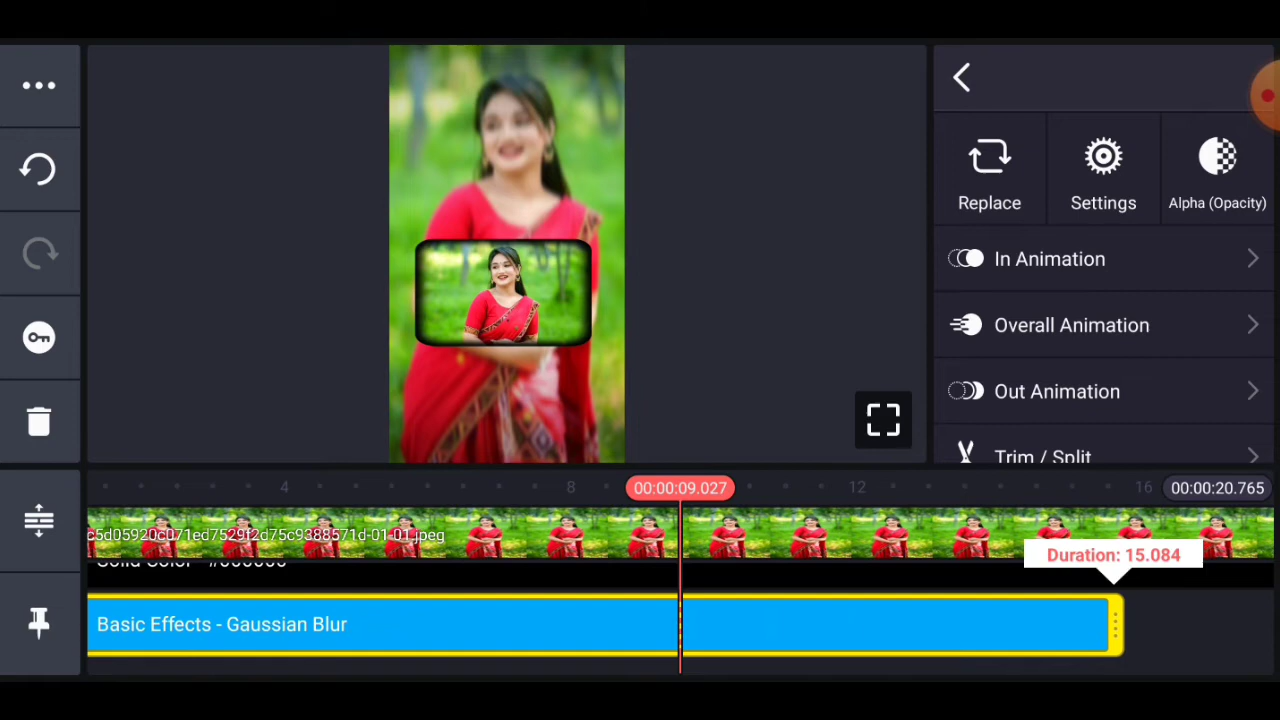 Replace
Settings
Alpha (Opacity)
In Animation
Overall Animation
Out Animation
Trim / Split
4
8
00:00:09.027
12
16
00:00:20.765
c5d05920c071ed7529f2d75c9388571d-01-01.jpeg
Duration: 15.084
Solid Color - #000000
Basic Effects - Gaussian Blur